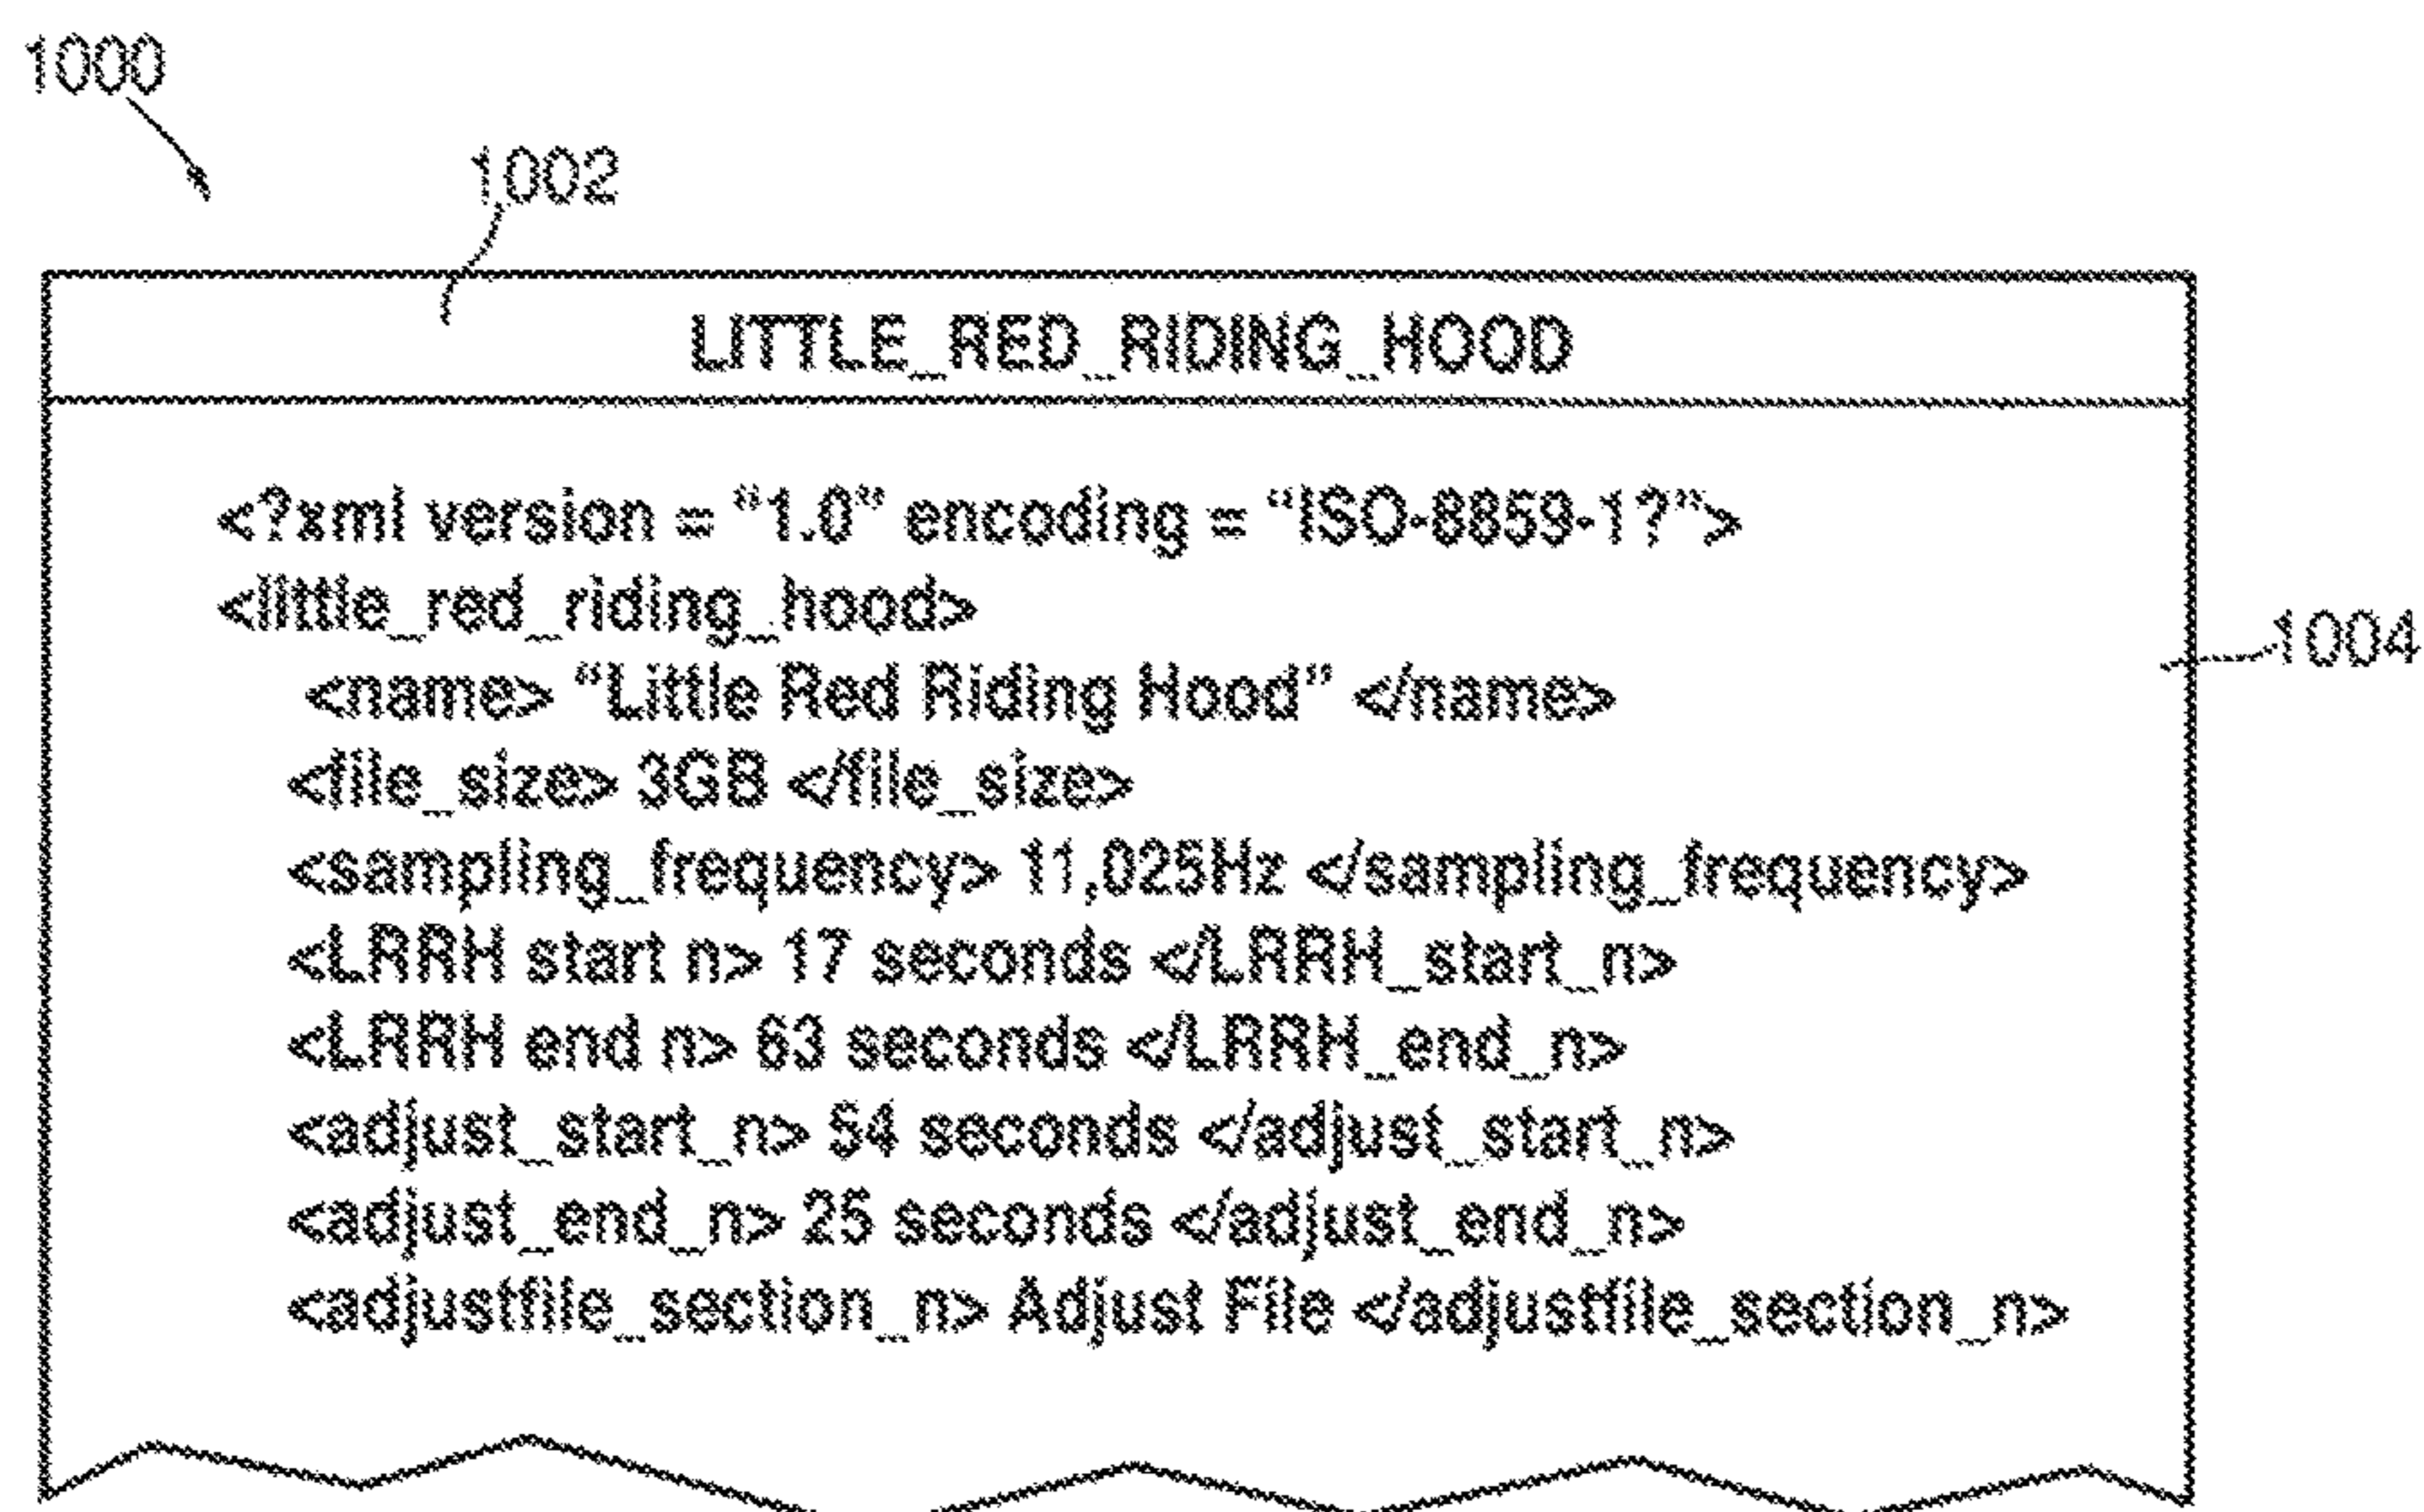 1000
1002
LITTLE_RED_RIDING_HOOD
<?xml version = “1.0” encoding = “ISO-8859-1?”>
<little_red_riding_hood>
<name> “Little Red Riding Hood” </name>
1004
<file_size> 3GB </file_size>
<sampling_frequency> 11,025Hz </sampling_frequency>
<LRRH start n> 17 seconds </LRRH_start_n>
<LRRH end n> 63 seconds </LRRH_end_n>
<adjust_start_n> 54 seconds </adjust_start_n>
<adjust_end_n> 25 seconds </adjust_end_n>
<adjustfile_section_n> Adjust File </adjustfile_section_n>